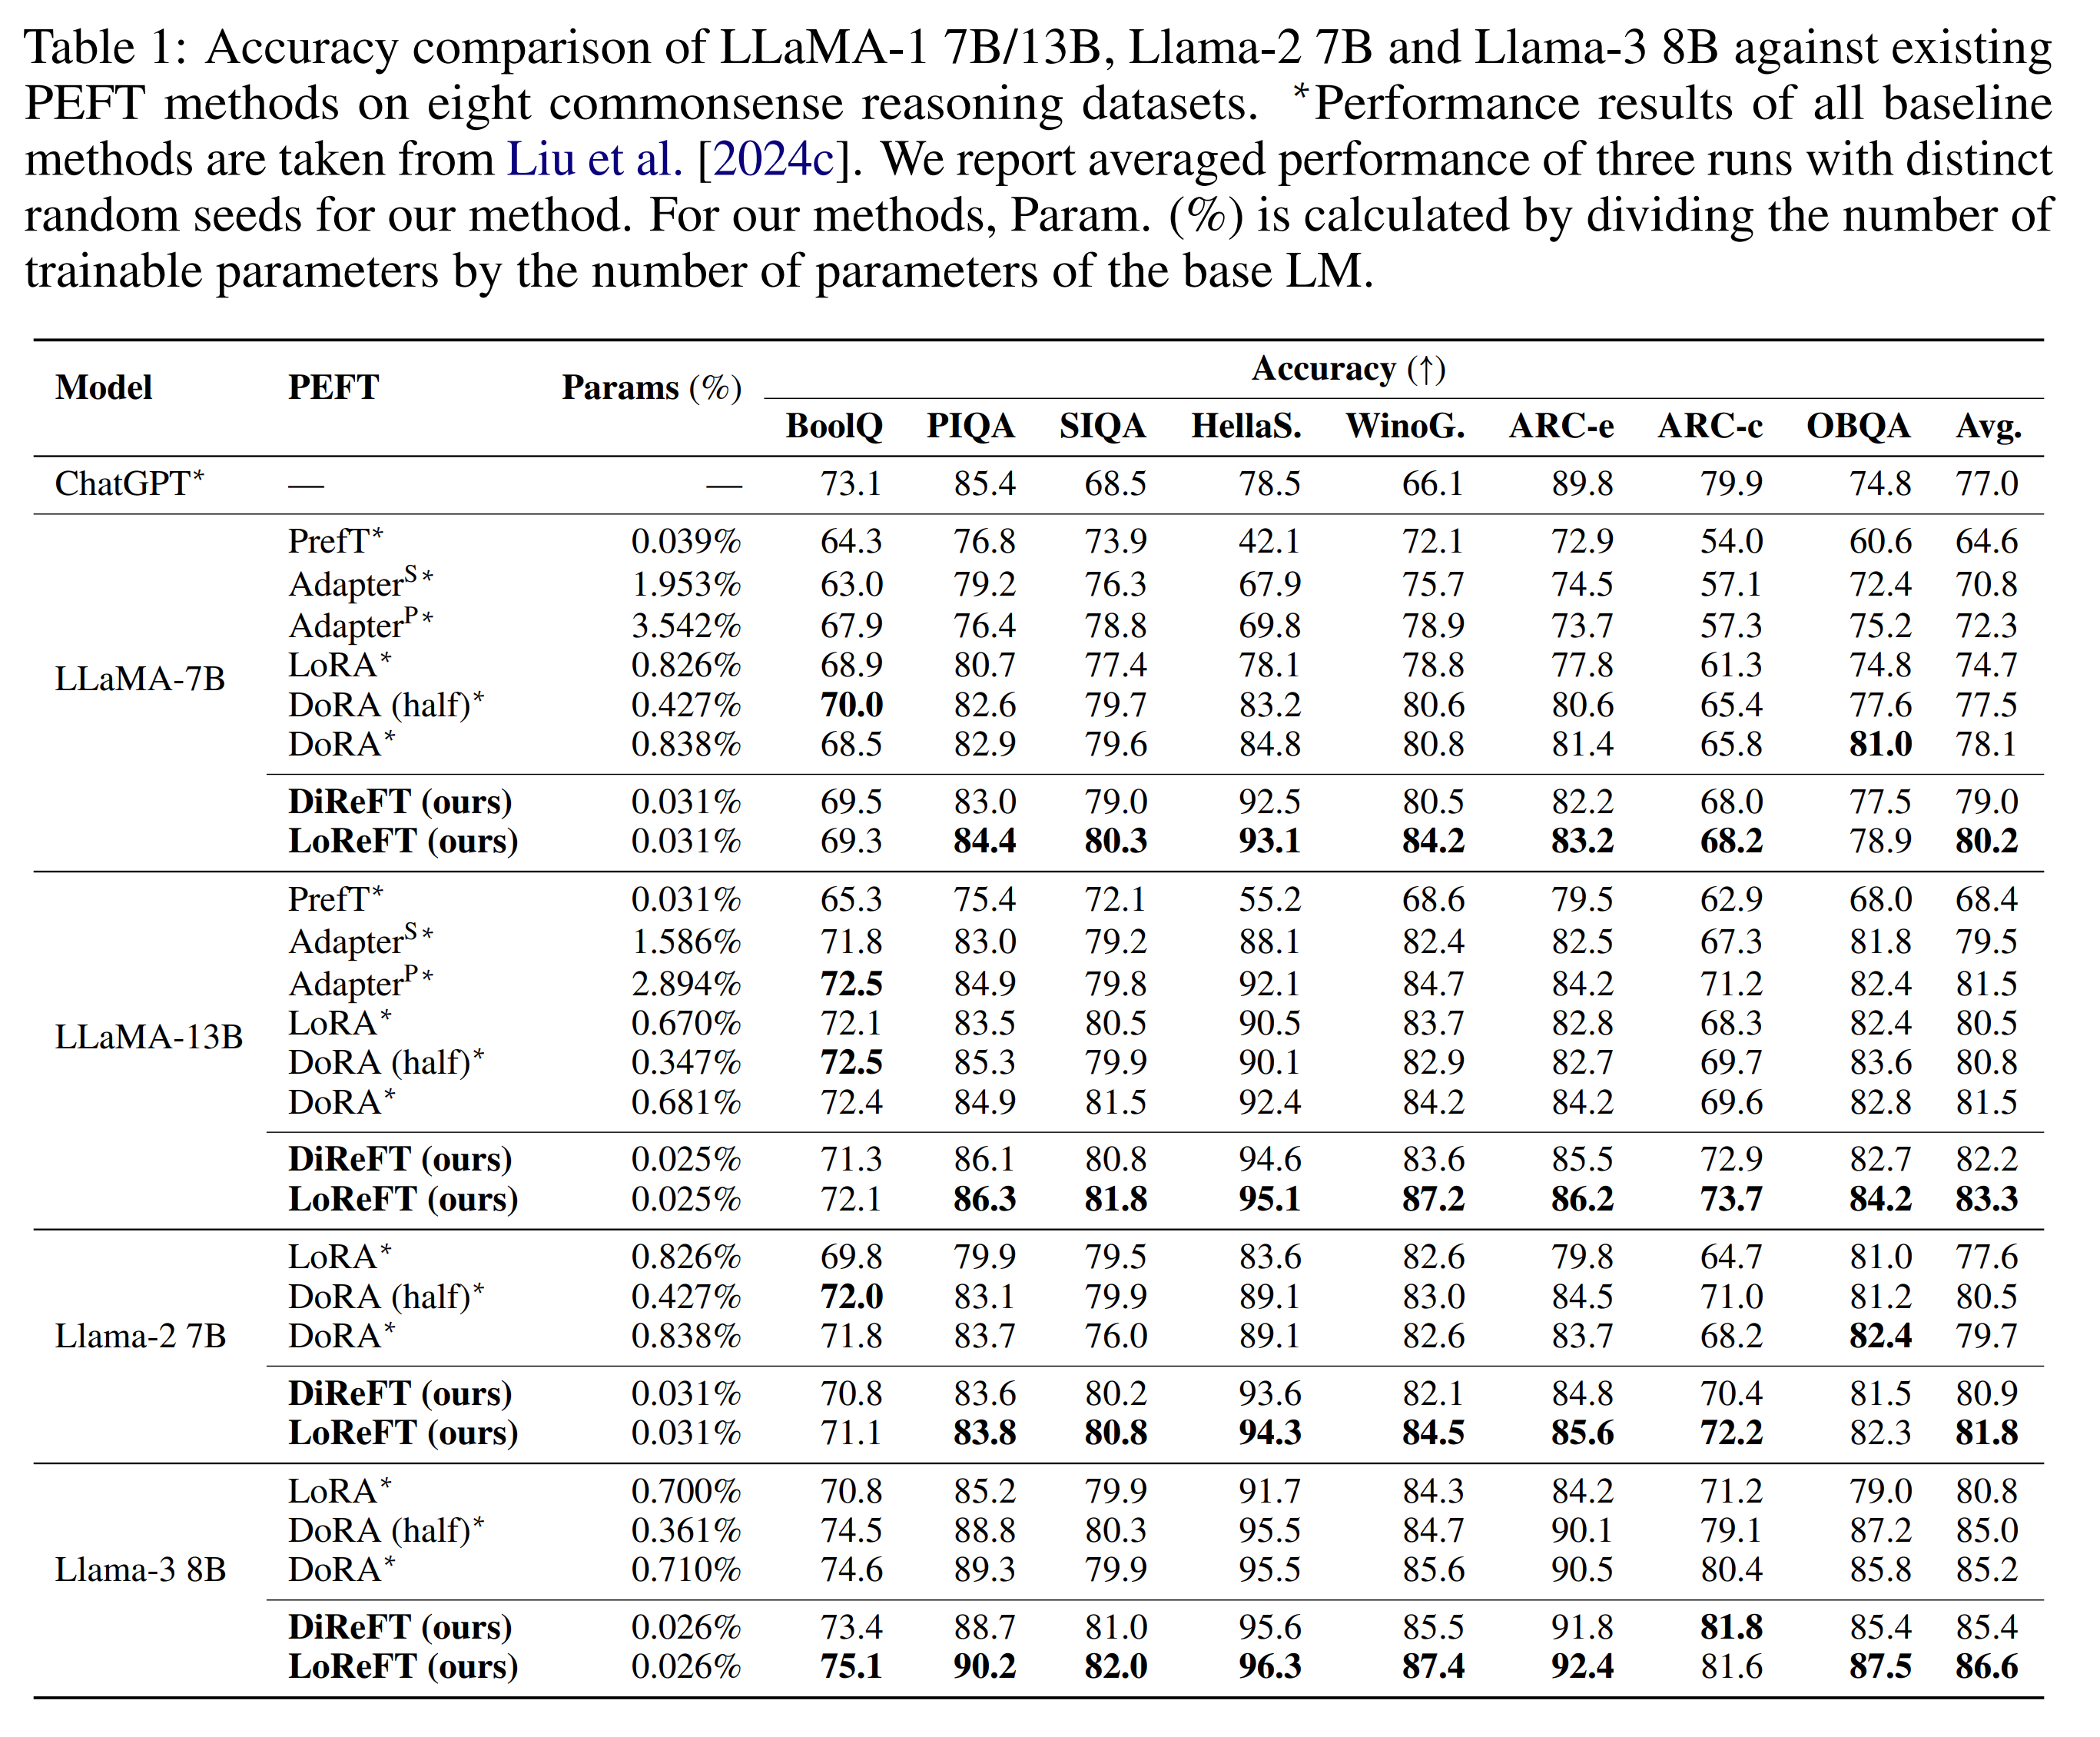 Table 1: Accuracy comparison of LLaMA-1 7B/13B, Llama-2 7B and Llama-3 8B against existing
PEFT methods on eight commonsense reasoning datasets. *Performance results of all baseline
methods are taken from Liu et al. [2024c]. We report averaged performance of three runs with distinct
random seeds for our method. For our methods, Param. (%) is calculated by dividing the number of
trainable parameters by the number of parameters of the base LM.
Model PEFT Params (%) Accuracy (↑)
BoolQ PIQA SIQA HellaS. WinoG. ARC-e ARC-c OBQA Avg.
ChatGPT* — — 73.1 85.4 68.5 78.5 66.1 89.8 79.9 74.8 77.0
LLaMA-7B
PrefT* 0.039% 64.3 76.8 73.9 42.1 72.1 72.9 54.0 60.6 64.6
AdapterS* 1.953% 63.0 79.2 76.3 67.9 75.7 74.5 57.1 72.4 70.8
AdapterP* 3.542% 67.9 76.4 78.8 69.8 78.9 73.7 57.3 75.2 72.3
LoRA* 0.826% 68.9 80.7 77.4 78.1 78.8 77.8 61.3 74.8 74.7
DoRA (half)* 0.427% 70.0 82.6 79.7 83.2 80.6 80.6 65.4 77.6 77.5
DoRA* 0.838% 68.5 82.9 79.6 84.8 80.8 81.4 65.8 81.0 78.1
DiReFT (ours) 0.031% 69.5 83.0 79.0 92.5 80.5 82.2 68.0 77.5 79.0
LoReFT (ours) 0.031% 69.3 84.4 80.3 93.1 84.2 83.2 68.2 78.9 80.2
LLaMA-13B
PrefT* 0.031% 65.3 75.4 72.1 55.2 68.6 79.5 62.9 68.0 68.4
AdapterS* 1.586% 71.8 83.0 79.2 88.1 82.4 82.5 67.3 81.8 79.5
AdapterP* 2.894% 72.5 84.9 79.8 92.1 84.7 84.2 71.2 82.4 81.5
LoRA* 0.670% 72.1 83.5 80.5 90.5 83.7 82.8 68.3 82.4 80.5
DoRA (half)* 0.347% 72.5 85.3 79.9 90.1 82.9 82.7 69.7 83.6 80.8
DoRA* 0.681% 72.4 84.9 81.5 92.4 84.2 84.2 69.6 82.8 81.5
DiReFT (ours) 0.025% 71.3 86.1 80.8 94.6 83.6 85.5 72.9 82.7 82.2
LoReFT (ours) 0.025% 72.1 86.3 81.8 95.1 87.2 86.2 73.7 84.2 83.3
Llama-2 7B
LoRA* 0.826% 69.8 79.9 79.5 83.6 82.6 79.8 64.7 81.0 77.6
DoRA (half)* 0.427% 72.0 83.1 79.9 89.1 83.0 84.5 71.0 81.2 80.5
DoRA* 0.838% 71.8 83.7 76.0 89.1 82.6 83.7 68.2 82.4 79.7
DiReFT (ours) 0.031% 70.8 83.6 80.2 93.6 82.1 84.8 70.4 81.5 80.9
LoReFT (ours) 0.031% 71.1 83.8 80.8 94.3 84.5 85.6 72.2 82.3 81.8
Llama-3 8B
LoRA* 0.700% 70.8 85.2 79.9 91.7 84.3 84.2 71.2 79.0 80.8
DoRA (half)* 0.361% 74.5 88.8 80.3 95.5 84.7 90.1 79.1 87.2 85.0
DoRA* 0.710% 74.6 89.3 79.9 95.5 85.6 90.5 80.4 85.8 85.2
DiReFT (ours) 0.026% 73.4 88.7 81.0 95.6 85.5 91.8 81.8 85.4 85.4
LoReFT (ours) 0.026% 75.1 90.2 82.0 96.3 87.4 92.4 81.6 87.5 86.6